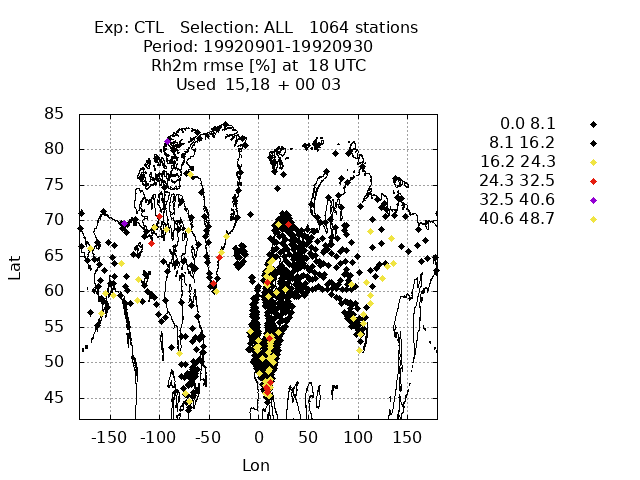 Exp: CTL   Selection: ALL   1064 stations
Period: 19920901-19920930
Rh2m rmse [%] at  18 UTC
Used  15,18 + 00 03
85
80
75
70
65
60
55
50
45
Lat
-150 -100 -50 0 50 100 150
Lon
0.0 8.1
8.1 16.2
16.2 24.3
24.3 32.5
32.5 40.6
40.6 48.7